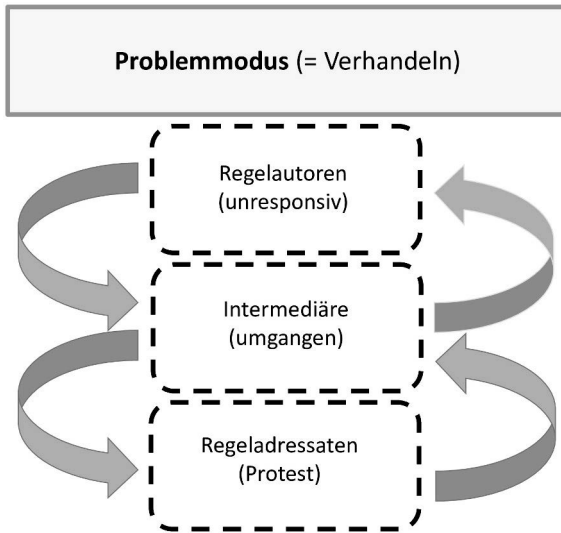 Problemmodus (= Verhandeln)
Regelautoren
(unresponsiv)
Intermediäre
(umgangen)
Regeladressaten
(Protest)